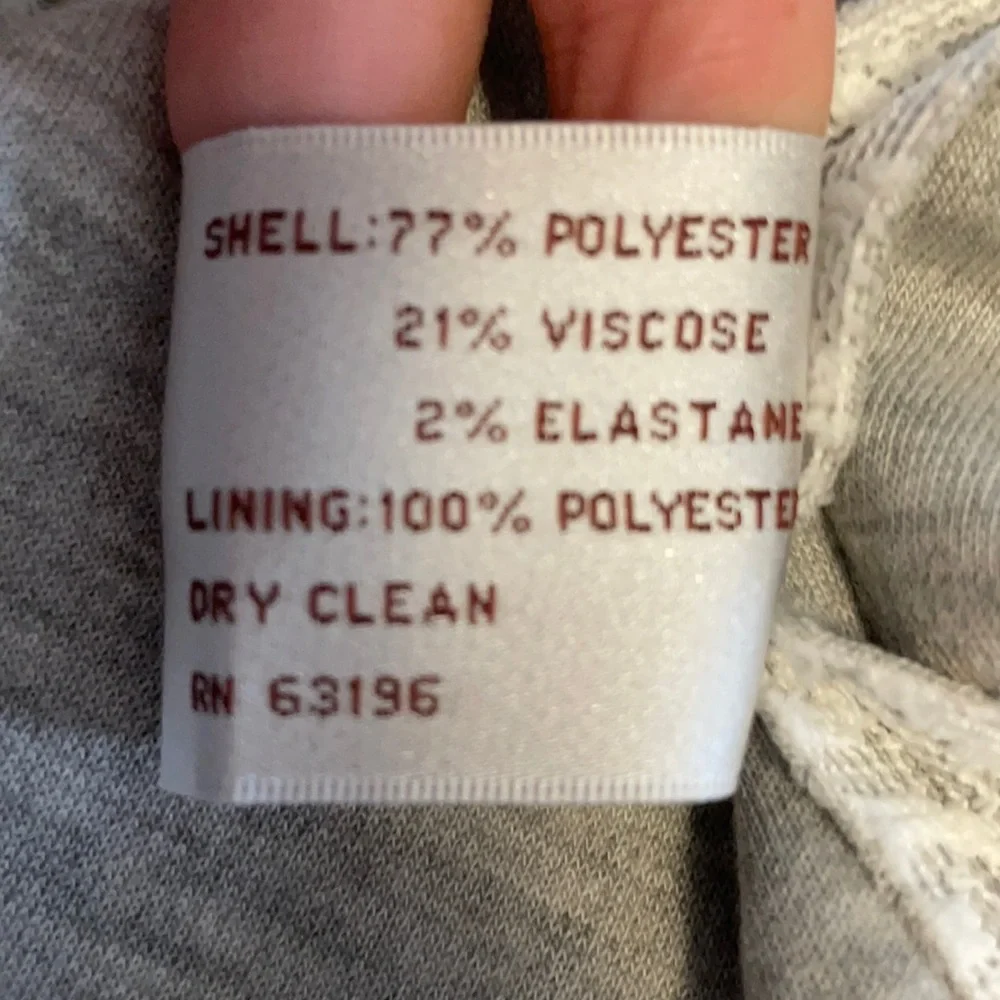 SHELL:77% POLYESTER
21% VISCOSE
2% ELASTANE
LINING:100% POLYESTER
DRY CLEAN
RN 63196